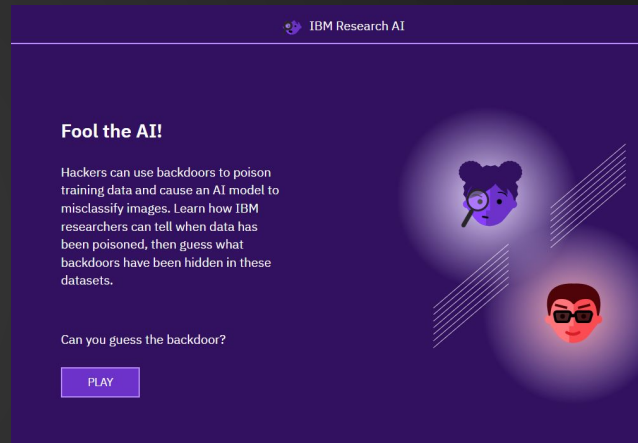 IBM Research AI
Fool the AI!
Hackers can use backdoors to poison
training data and cause an AI model to
misclassify images. Learn how IBM
researchers can tell when data has
been poisoned, then guess what
backdoors have been hidden in these
datasets.
Can you guess the backdoor?
PLAY